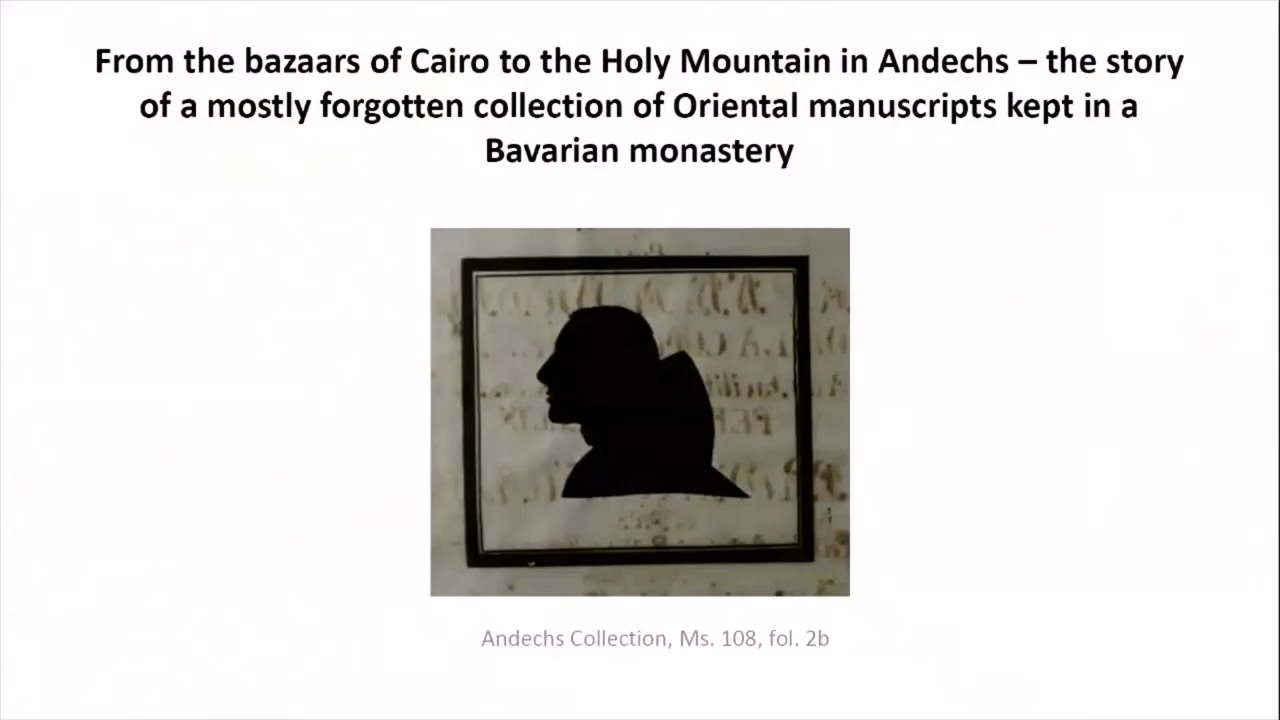 From the bazaars of Cairo to the Holy Mountain in Andechs – the story
of a mostly forgotten collection of Oriental manuscripts kept in a
Bavarian monastery
Andechs Collection, Ms. 108, fol. 2b